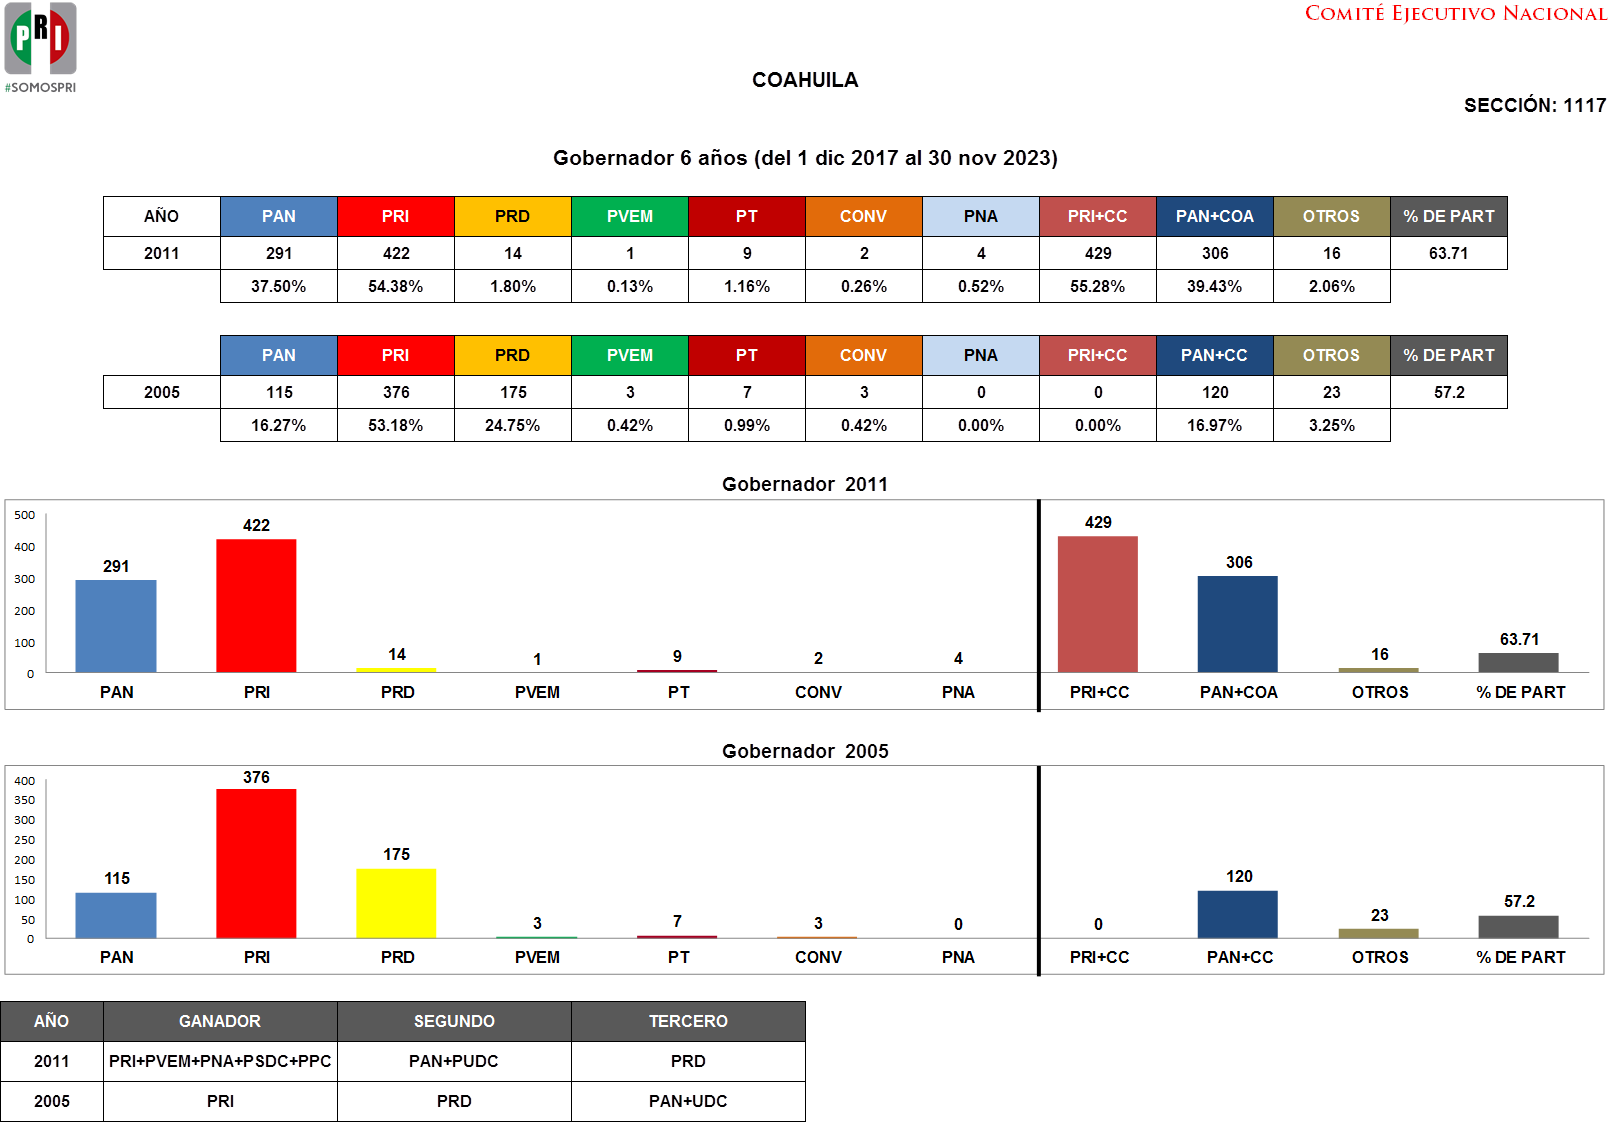 PRI
#SOMOSPRI
COMITÉ EJECUTIVO NACIONAL
COAHUILA
SECCIÓN: 1117
Gobernador 6 años (del 1 dic 2017 al 30 nov 2023)
AÑO PAN PRI PRD PVEM PT CONV PNA PRI+CC PAN+COA OTROS % DE PART
2011 291 422 14 1 9 2 4 429 306 16 63.71
37.50% 54.38% 1.80% 0.13% 1.16% 0.26% 0.52% 55.28% 39.43% 2.06%
PAN PRI PRD PVEM PT CONV PNA PRI+CC PAN+CC OTROS % DE PART
2005 115 376 175 3 7 3 0 0 120 23 57.2
16.27% 53.18% 24.75% 0.42% 0.99% 0.42% 0.00% 0.00% 16.97% 3.25%
Gobernador 2011
500
400
300
200
100
0
291 422 14 1 9 2 4 429 306 16 63.71
PAN PRI PRD PVEM PT CONV PNA PRI+CC PAN+COA OTROS % DE PART
Gobernador 2005
400
350
300
250
200
150
100
50
0
115 376 175 3 7 3 0 0 120 23 57.2
PAN PRI PRD PVEM PT CONV PNA PRI+CC PAN+CC OTROS % DE PART
AÑO GANADOR SEGUNDO TERCERO
2011 PRI+PVEM+PNA+PSDC+PPC PAN+PUDC PRD
2005 PRI PRD PAN+UDC